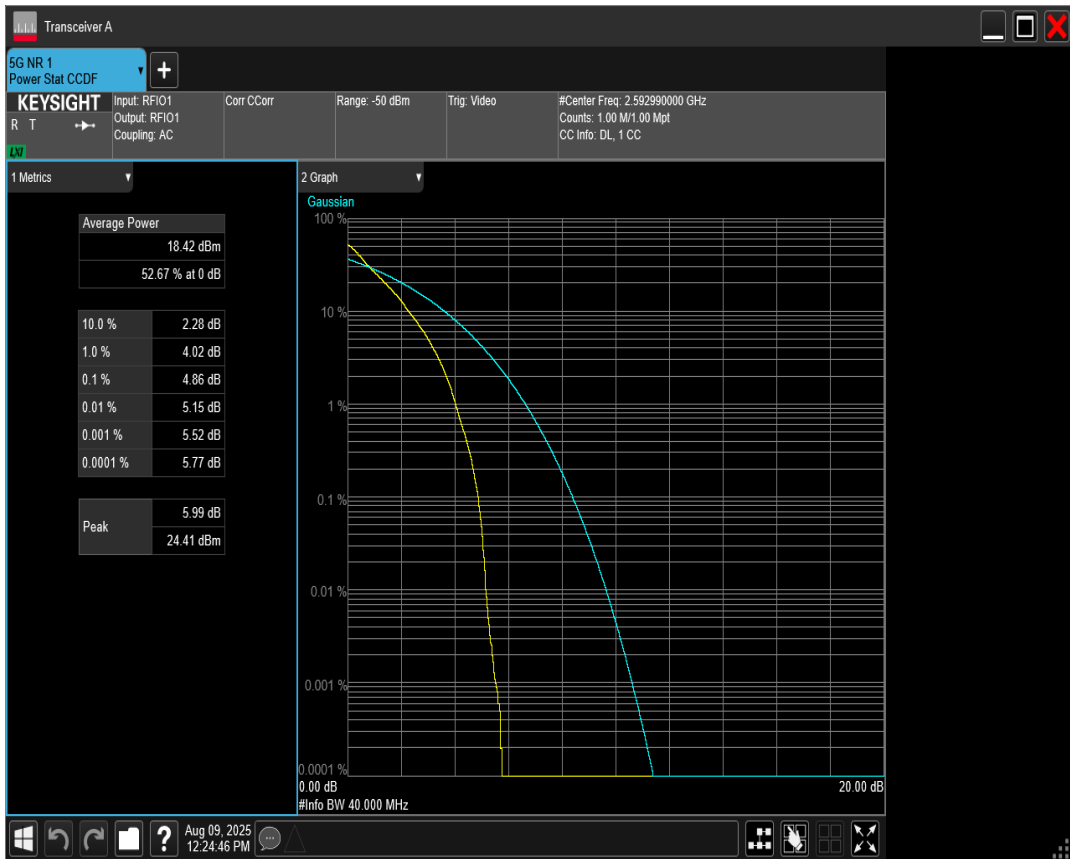 Transceiver A
5G NR 1
Power Stat CCDF
+
KEYSIGHT
R T
LXI
Input: RFIO1
Output: RFIO1
Coupling: AC
Corr CCorr
Range: -50 dBm
Trig: Video
#Center Freq: 2.592990000 GHz
Counts: 1.00 M/1.00 Mpt
CC Info: DL, 1 CC
1 Metrics
Average Power
18.42 dBm
52.67 % at 0 dB
10.0 % 2.28 dB
1.0 % 4.02 dB
0.1 % 4.86 dB
0.01 % 5.15 dB
0.001 % 5.52 dB
0.0001 % 5.77 dB
Peak 5.99 dB
24.41 dBm
2 Graph
Gaussian
100 %
10 %
1 %
0.1 %
0.01 %
0.001 %
0.0001 %
0.00 dB 20.00 dB
#Info BW 40.000 MHz
?
Aug 09, 2025
12:24:46 PM